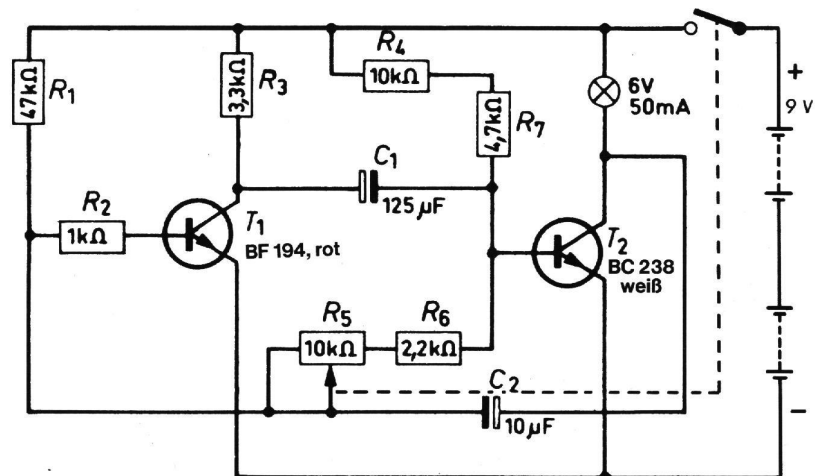 R1
47kΩ
R3
3,3kΩ
R4
10kΩ
R7
4,7kΩ
6V
50mA
+
9 V
C1
125 µF
R2
1kΩ
T1
BF 194, rot
T2
BC 238
weiß
R5
10kΩ
R6
2,2kΩ
C2
10 µF
−